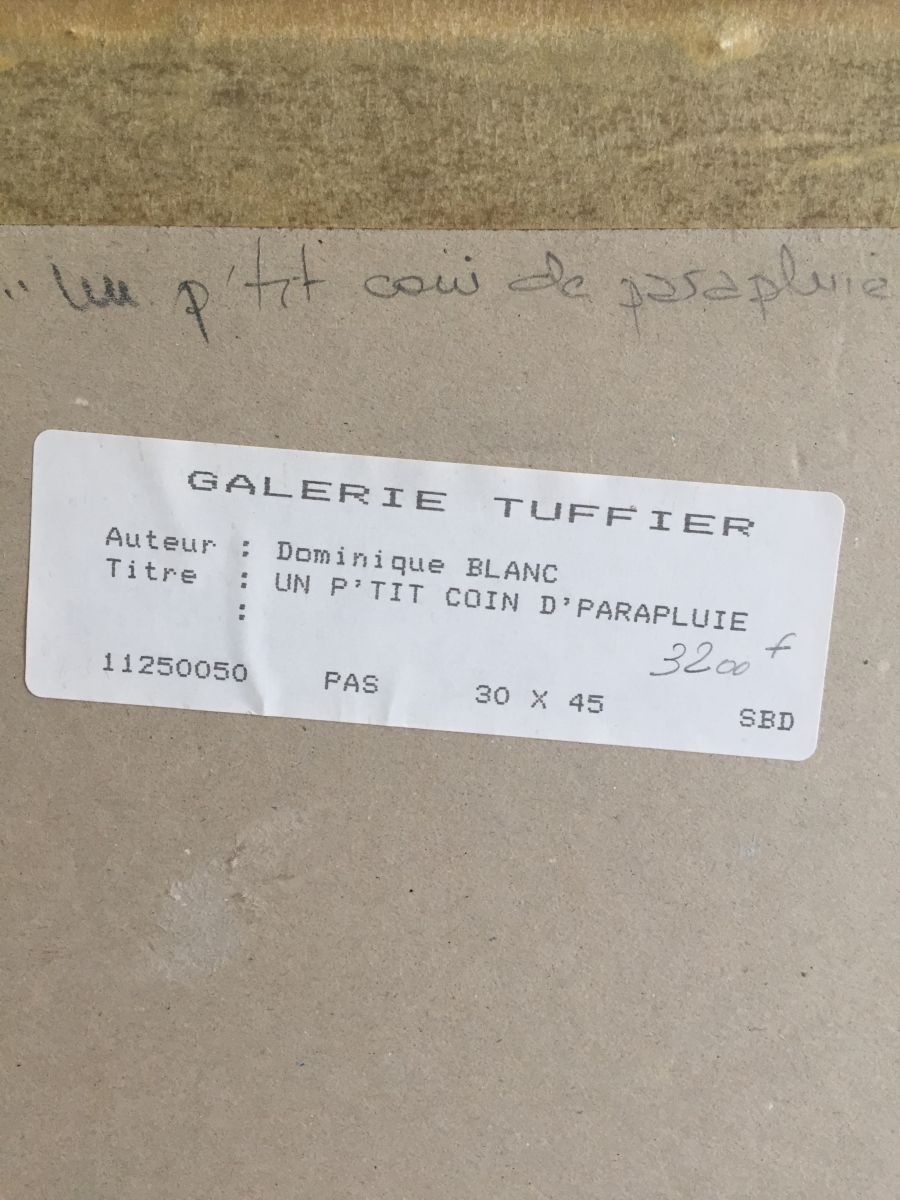 " Un p'tit coin de parapluie
GALERIE TUFFIER
Auteur : Dominique BLANC
Titre : UN P'TIT COIN D'PARAPLUIE
:
3200 f
11250050 PAS 30 X 45 SBD